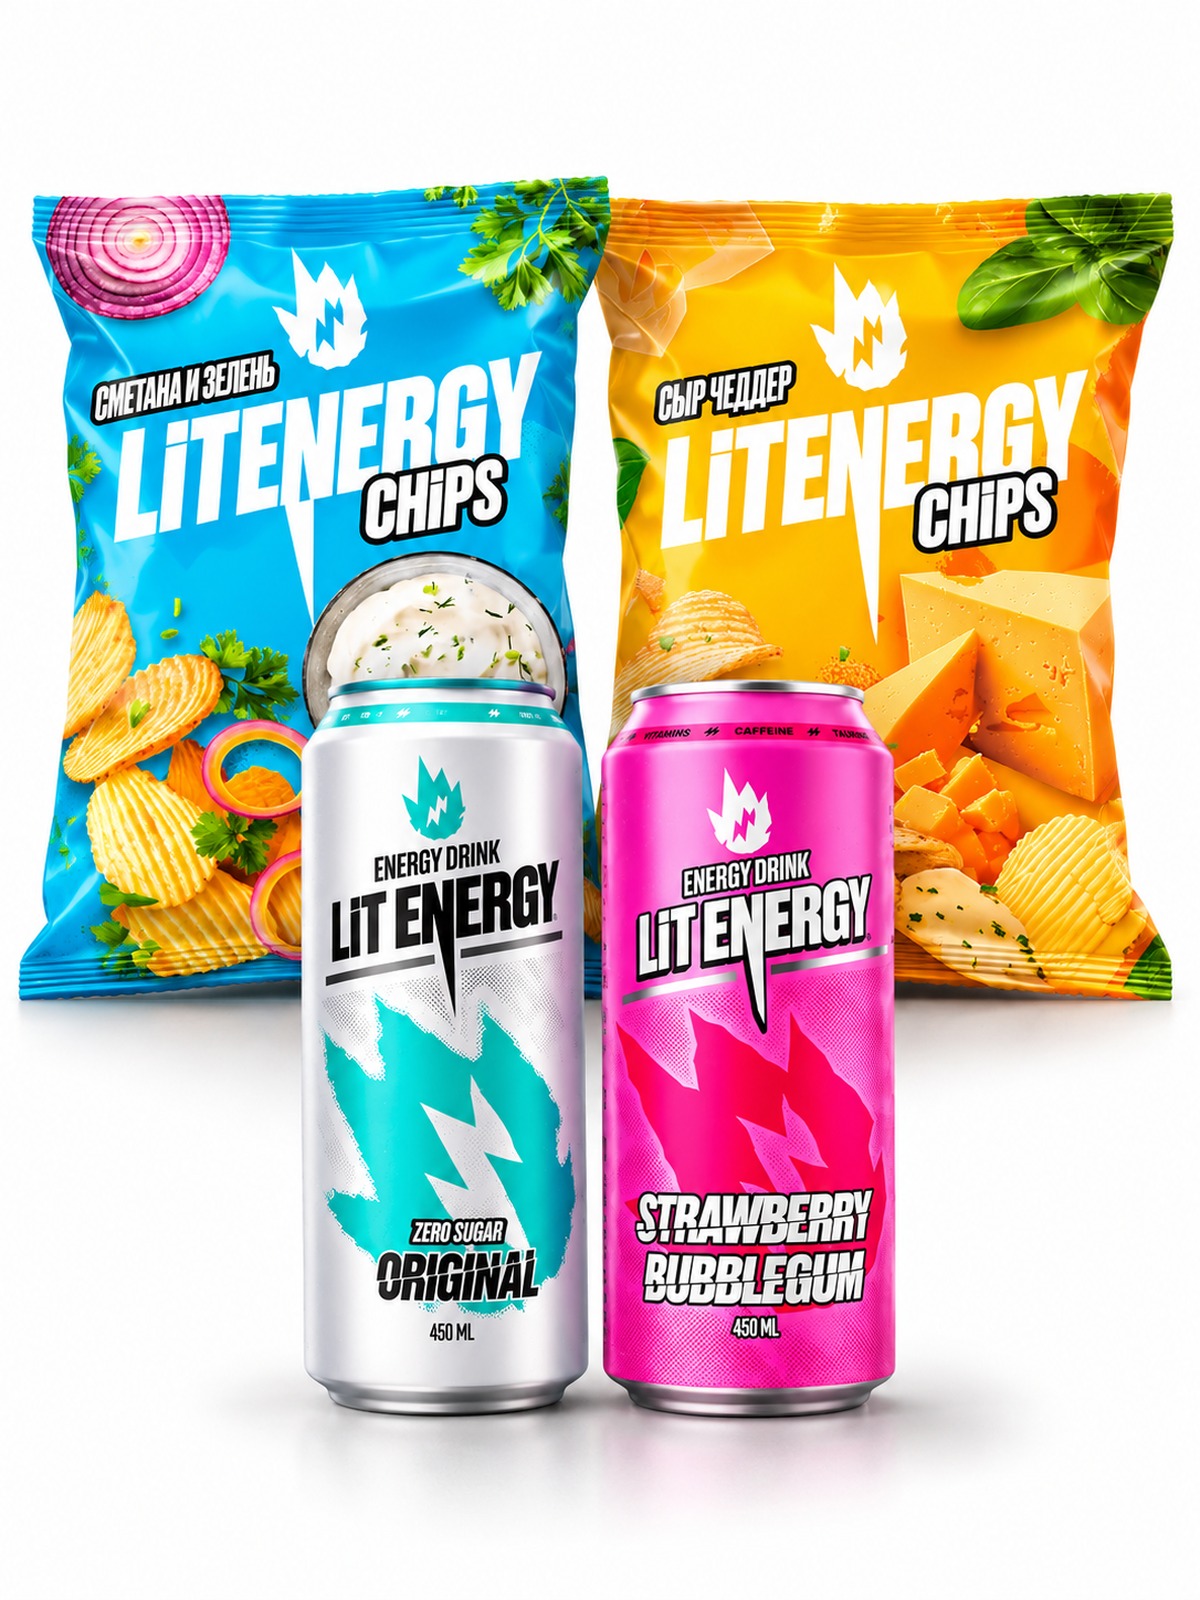 СМЕТАНА И ЗЕЛЕНЬ
LiTENERGY
CHiPS
СЫР ЧЕДДЕР
LiTENERGY
CHiPS
ENERGY DRINK
LiT ENERGY
ZERO SUGAR
ORIGINAL
450 ML
VITAMINS CAFFEINE
ENERGY DRINK
LiT ENERGY
STRAWBERRY
BUBBLEGUM
450 ML